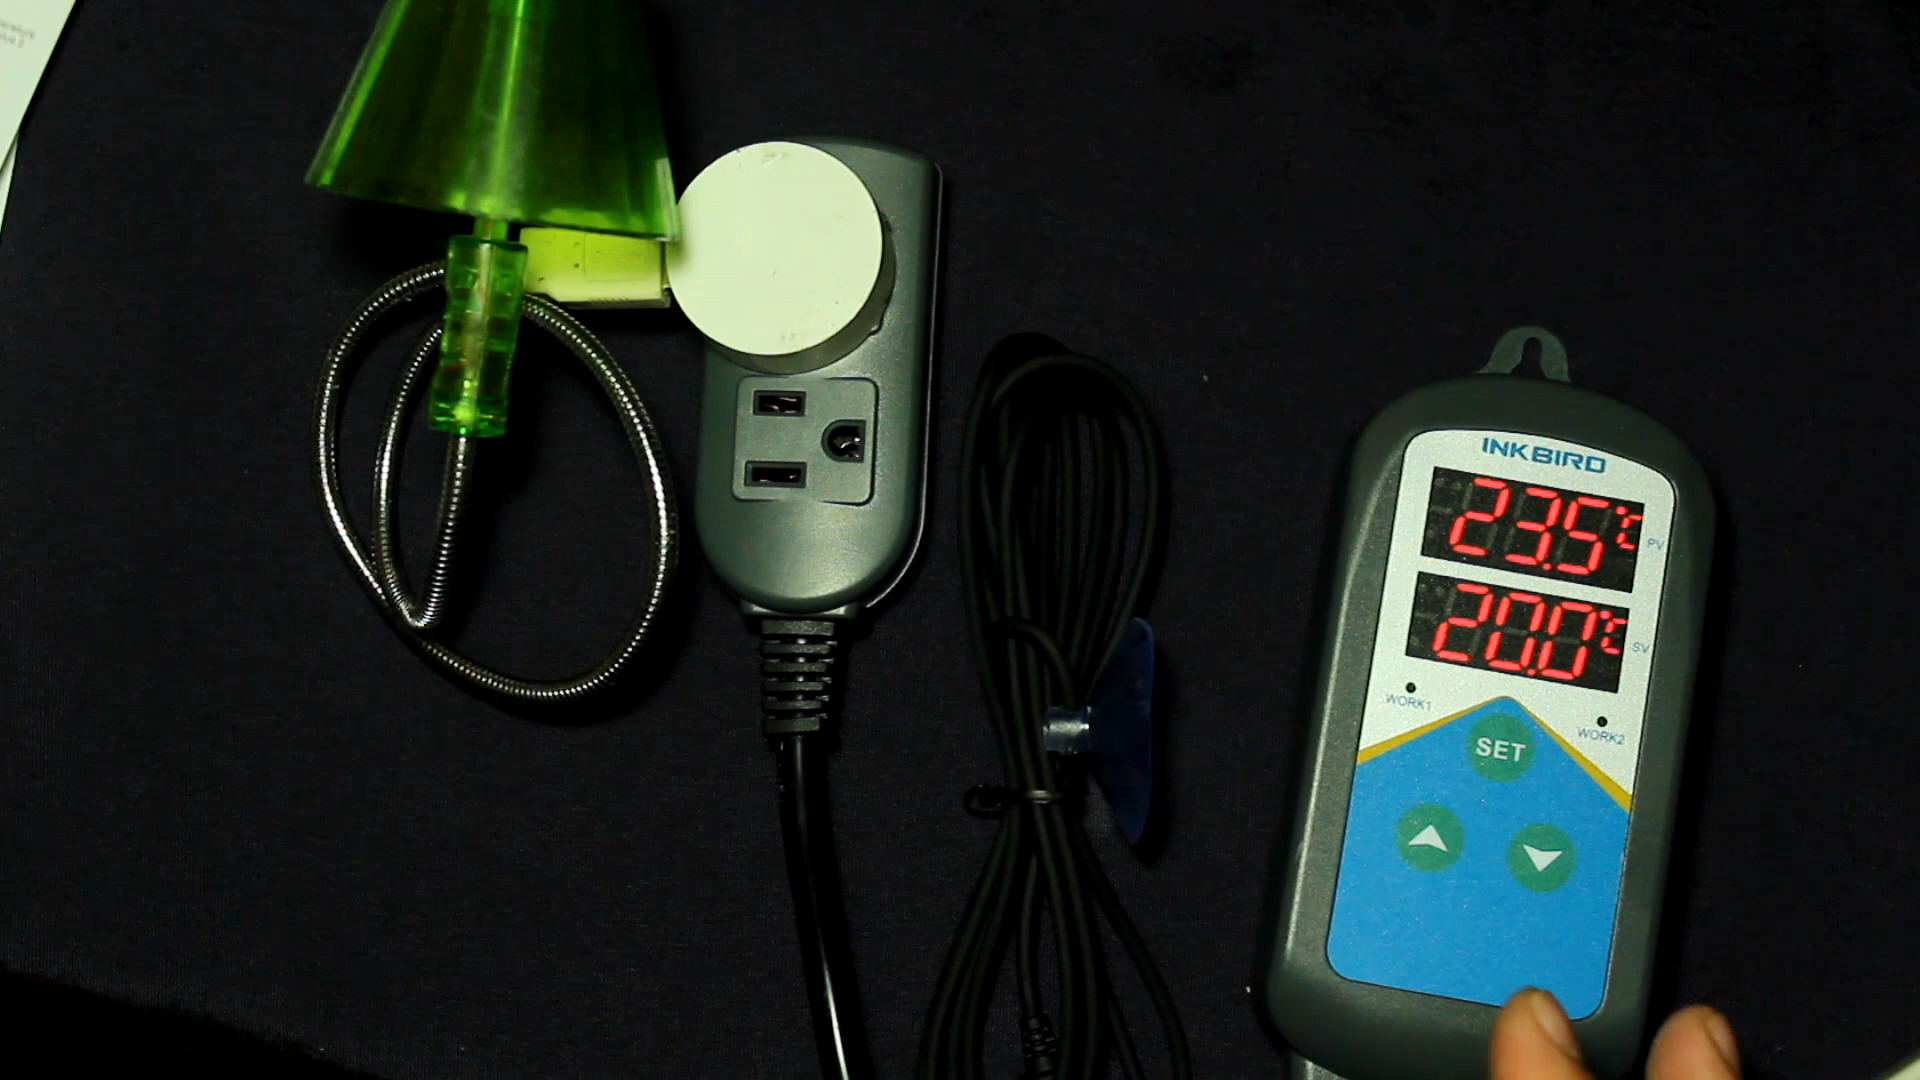 INKBIRD
23.5℃ PV
20.0℃ SV
WORK1
WORK2
SET